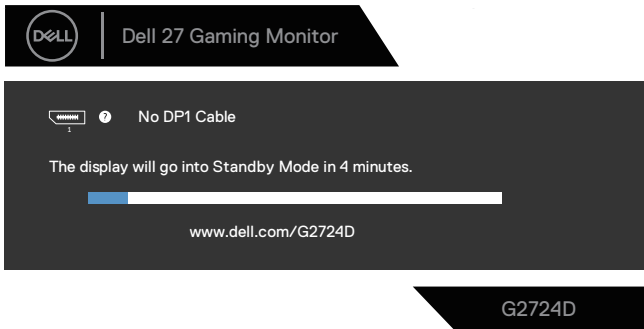 DELL
Dell 27 Gaming Monitor
1
? No DP1 Cable
The display will go into Standby Mode in 4 minutes.
www.dell.com/G2724D
G2724D